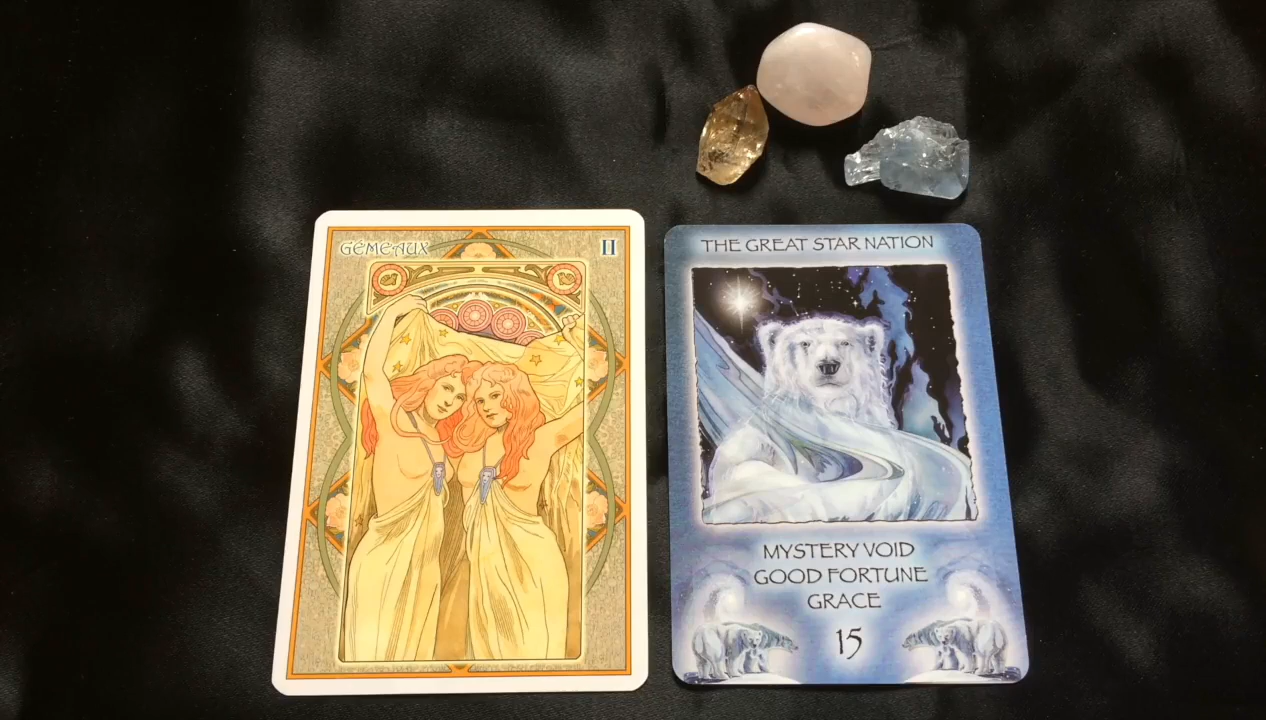 GÉMEAUX II
THE GREAT STAR NATION
MYSTERY VOID
GOOD FORTUNE
GRACE
15